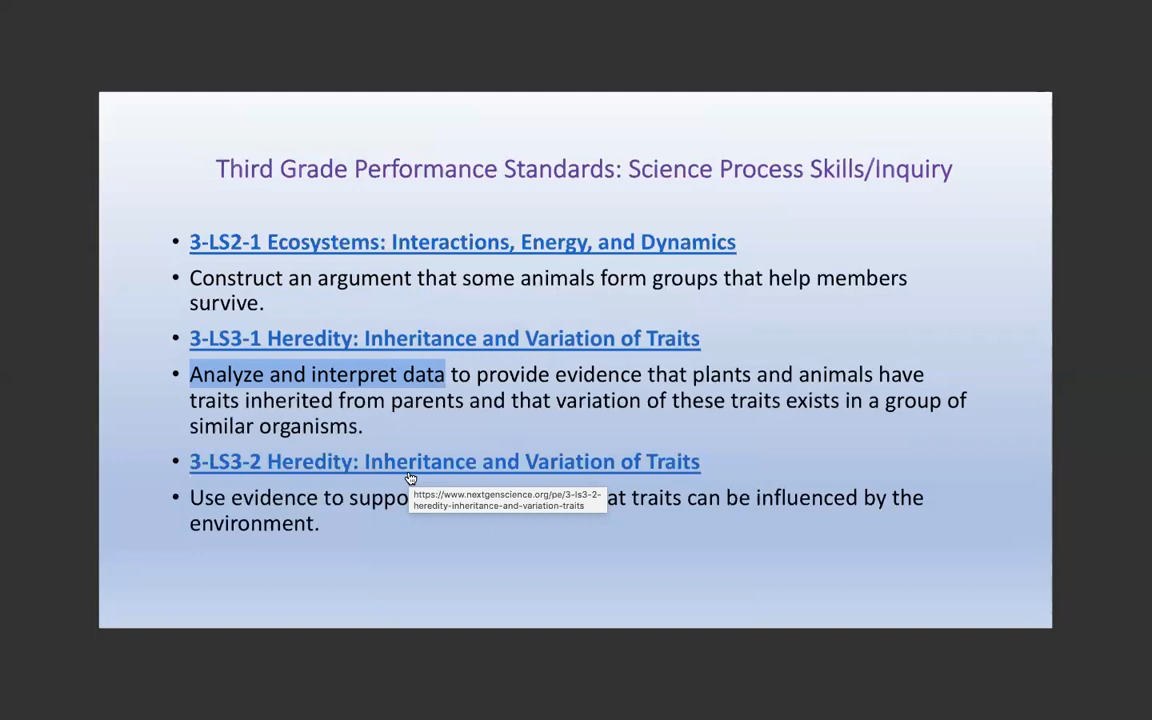 Third Grade Performance Standards: Science Process Skills/Inquiry
• 3-LS2-1 Ecosystems: Interactions, Energy, and Dynamics
• Construct an argument that some animals form groups that help members
survive.
• 3-LS3-1 Heredity: Inheritance and Variation of Traits
• Analyze and interpret data to provide evidence that plants and animals have
traits inherited from parents and that variation of these traits exists in a group of
similar organisms.
• 3-LS3-2 Heredity: Inheritance and Variation of Traits
• Use evidence to suppo at traits can be influenced by the
https://www.nextgenscience.org/pe/3-ls3-2-
heredity-inheritance-and-variation-traits
environment.